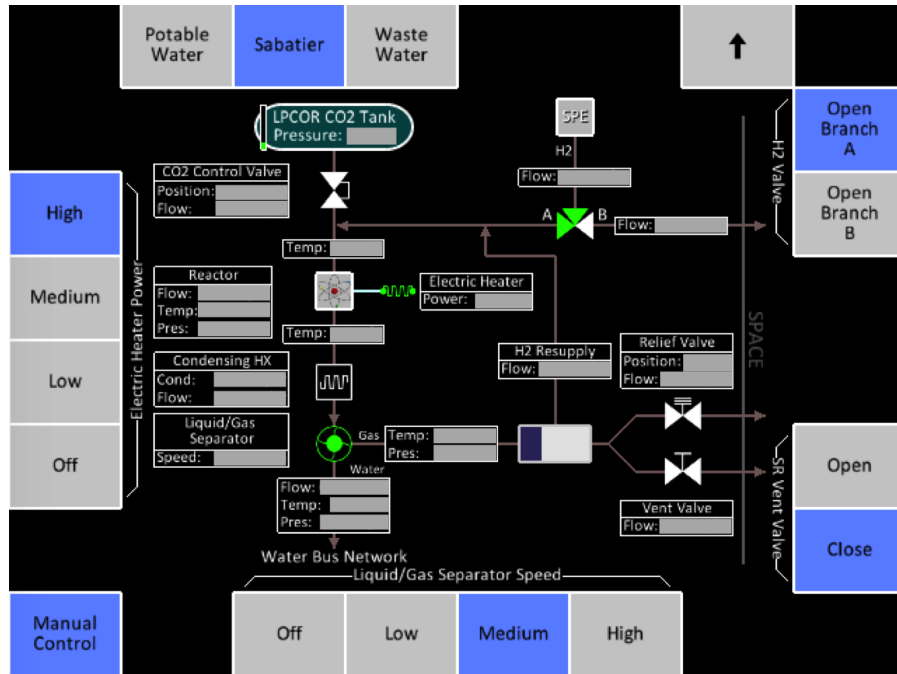 Potable
Water
Sabatier
Waste
Water
LPCOR CO2 Tank
Pressure:
SPE
H2
Flow:
Open
Branch
A
Open
Branch
B
H2 Valve
CO2 Control Valve
Position:
Flow:
A
B
Flow:
High
Medium
Low
Off
Electric Heater Power
Temp:
Reactor
Flow:
Temp:
Pres:
Electric Heater
Power:
Temp:
SPACE
H2 Resupply
Flow:
Relief Valve
Position:
Flow:
Condensing HX
Cond:
Flow:
Liquid/Gas
Separator
Speed:
Gas
Temp:
Pres:
Water
Flow:
Temp:
Pres:
Vent Valve
Flow:
Open
Close
SR Vent Valve
Water Bus Network
Liquid/Gas Separator Speed
Manual
Control
Off
Low
Medium
High